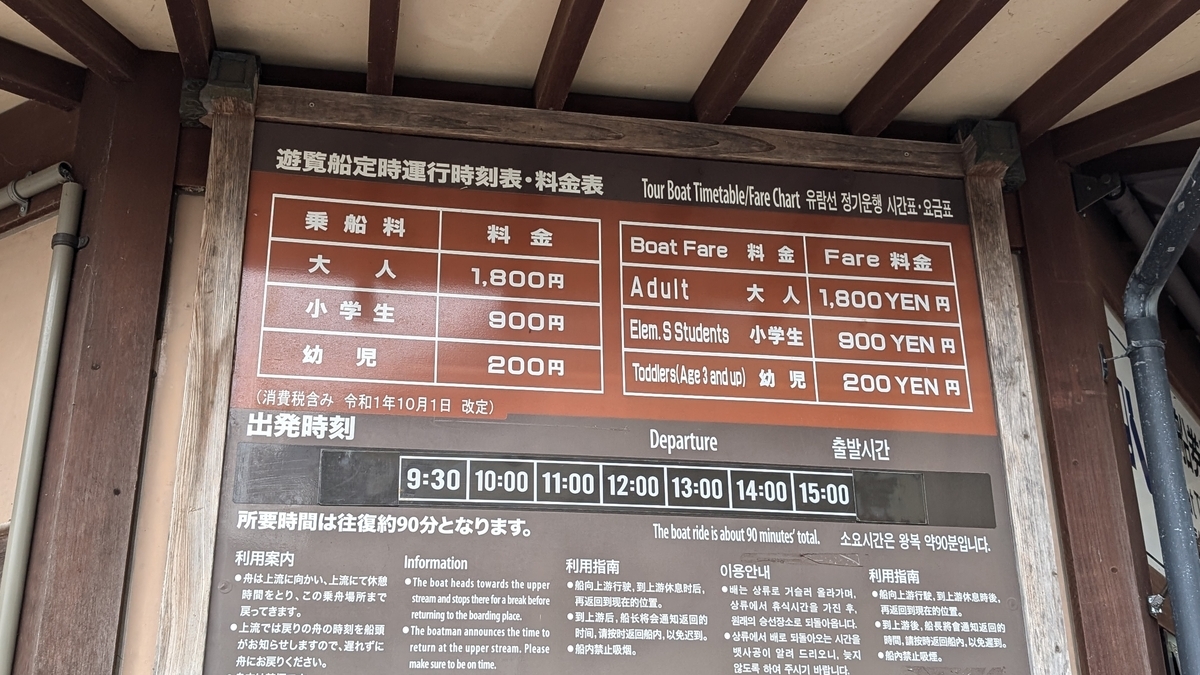 遊覧船定時運行時刻表・料金表
Tour Boat Timetable/Fare Chart 유람선 정기운행 시간표・요금표
乗船料 料金
大人 1,800円
小学生 900円
幼児 200円
(消費税含み 令和1年10月1日 改定)
Boat Fare 料金 Fare 料金
Adult 大人 1,800 YEN 円
Elem.S Students 小学生 900 YEN 円
Toddlers(Age 3 and up) 幼児 200 YEN 円
出発時刻 Departure 출발시간
9:30 10:00 11:00 12:00 13:00 14:00 15:00
所要時間は往復約90分となります。
The boat ride is about 90 minutes' total. 소요시간은 왕복 약90분입니다.
利用案内
●舟は上流に向かい、上流にて休憩
時間をとり、この乗舟場所まで
戻ってきます。
●上流では戻りの舟の時刻を船頭
がお知らせしますので、遅れずに
舟にお戻りください。
Information
●The boat heads towards the upper
stream and stops there for a break before
returning to the boarding place.
●The boatman announces the time to
return at the upper stream. Please
make sure to be on time.
利用指南
●船向上游行驶, 到上游休息时后,
再返回到现在的位置。
●到上游后, 船长将会通知返回的
时间, 请按时返回船内, 以免迟到。
●船内禁止吸烟。
이용안내
●배는 상류로 거슬러 올라가며,
상류에서 휴식시간을 가진 후,
원래의 승선장소로 되돌아옵니다.
●상류에서 배로 되돌아오는 시간을
뱃사공이 알려 드리오니, 늦지
않도록 하여 주시기 바랍니다.
利用指南
●船向上游行駛, 到上游休息時後,
再返回到現在的位置。
●到上游後, 船長將會通知返回的
時間, 請按時返回船內, 以免遲到。
●船內禁止吸煙。